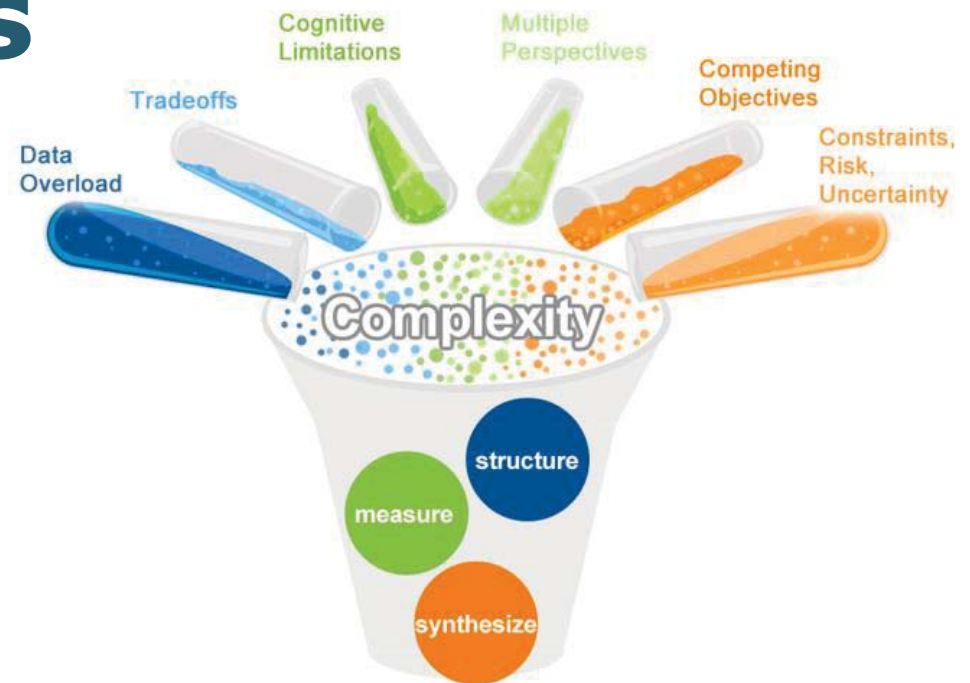 s
Cognitive
Limitations
Multiple
Perspectives
Tradeoffs
Competing
Objectives
Data
Overload
Constraints,
Risk,
Uncertainty
Complexity
structure
measure
synthesize